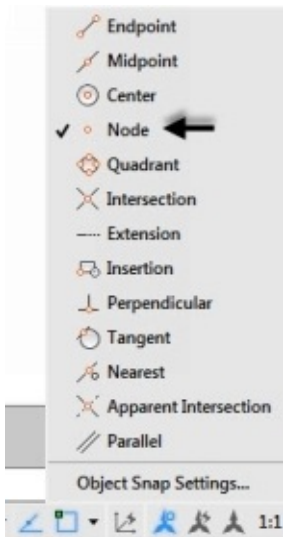 Endpoint
Midpoint
Center
Node
Quadrant
Intersection
Extension
Insertion
Perpendicular
Tangent
Nearest
Apparent Intersection
Parallel
Object Snap Settings...
1:1